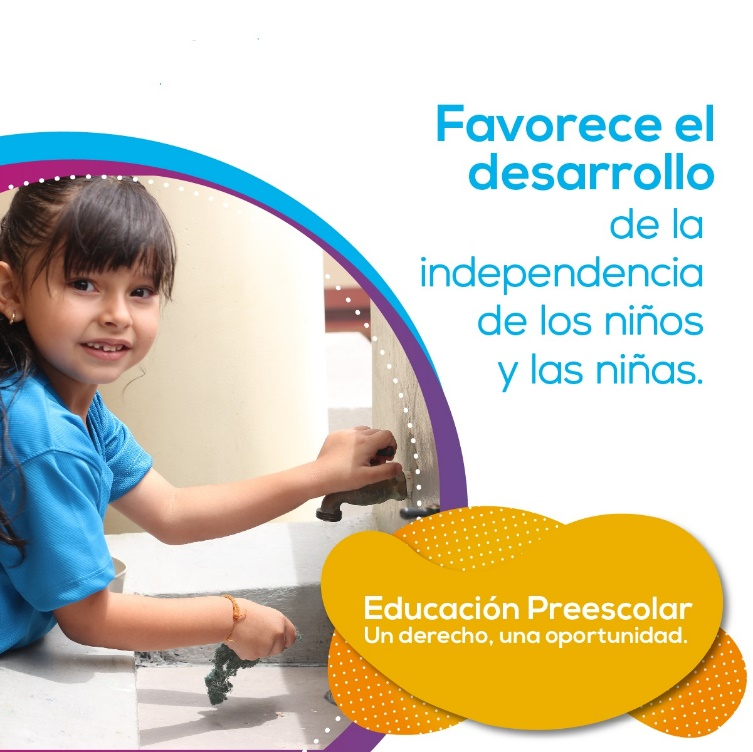 Favorece el
desarrollo
de la
independencia
de los niños
y las niñas.
Educación Preescolar
Un derecho, una oportunidad.